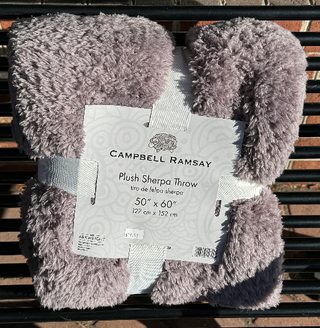 CAMPBELL RAMSAY
Plush Sherpa Throw
tiro de felpa sherpa
50" x 60"
127 cm x 152 cm